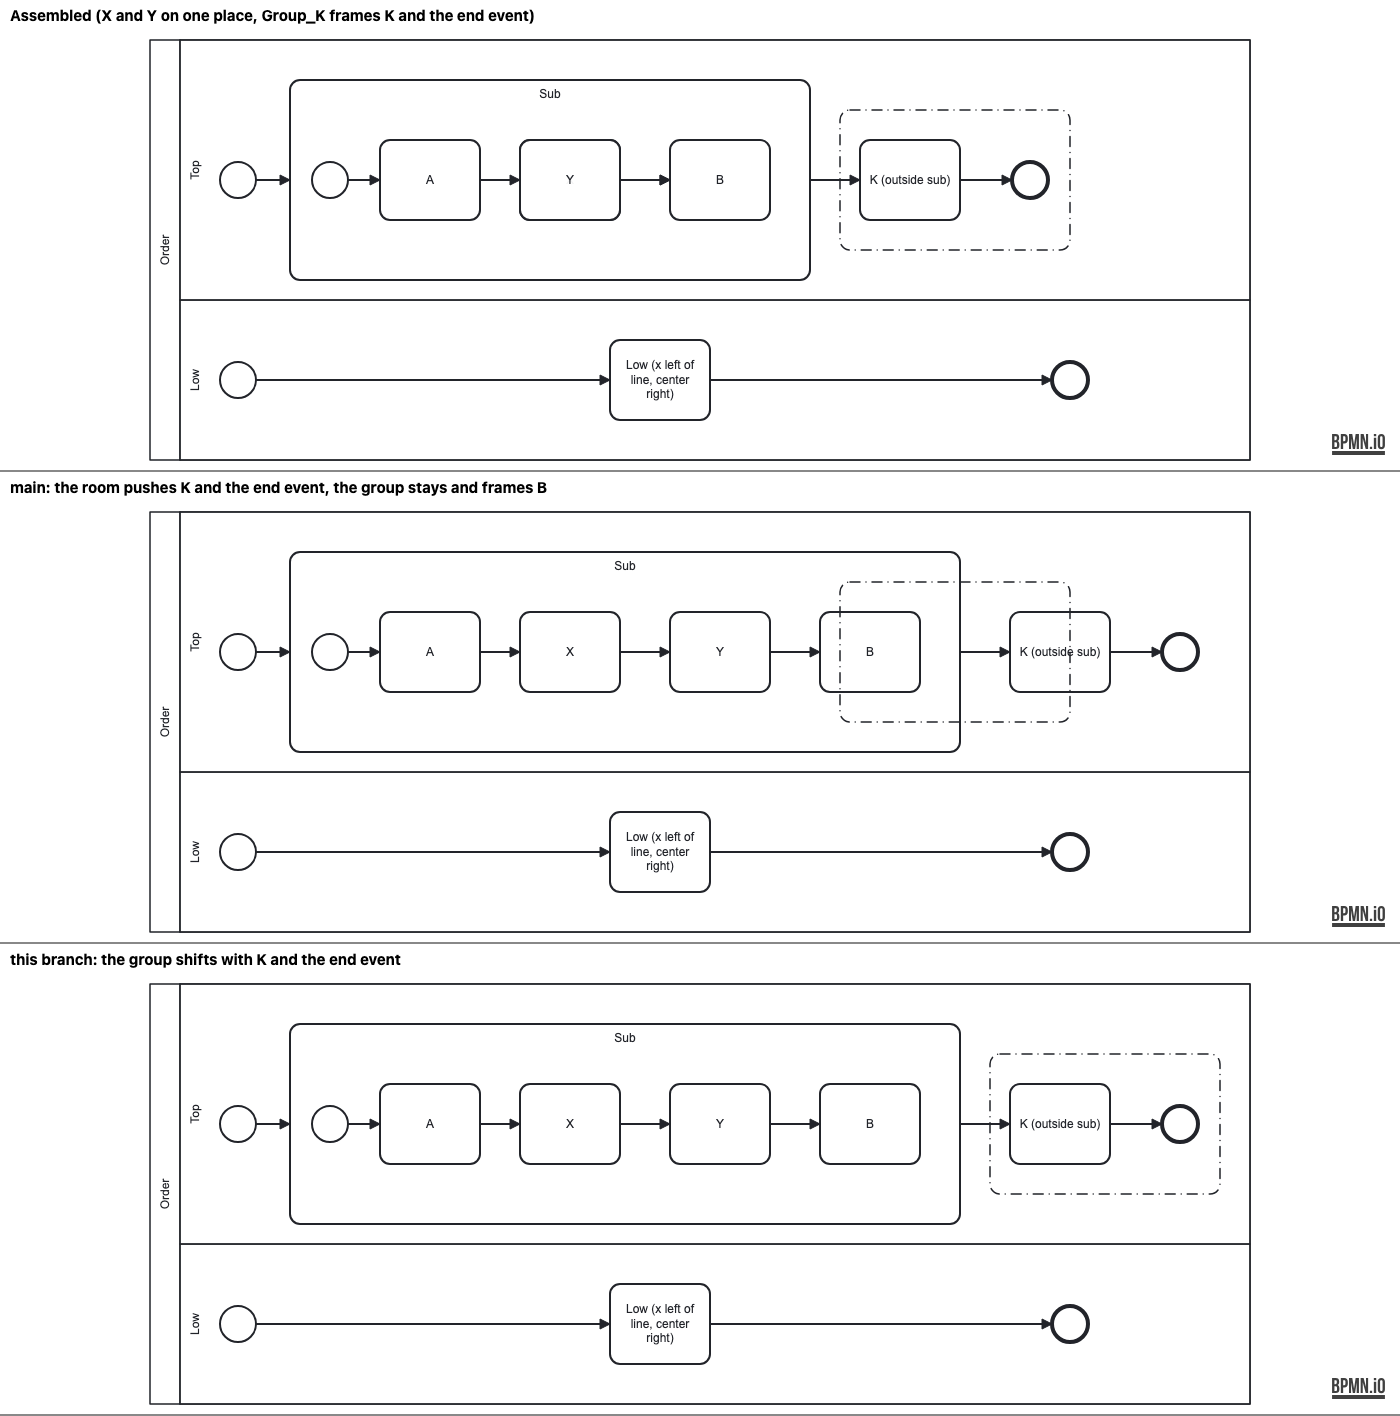 Assembled (X and Y on one place, Group_K frames K and the end event)
Sub
Top
A
Y
B
K (outside sub)
Order
Low
Low (x left of
line, center
right)
BPMN.iO
main: the room pushes K and the end event, the group stays and frames B
Sub
Top
A
X
Y
B
K (outside sub)
Order
Low
Low (x left of
line, center
right)
BPMN.iO
this branch: the group shifts with K and the end event
Sub
Top
A
X
Y
B
K (outside sub)
Order
Low
Low (x left of
line, center
right)
BPMN.iO